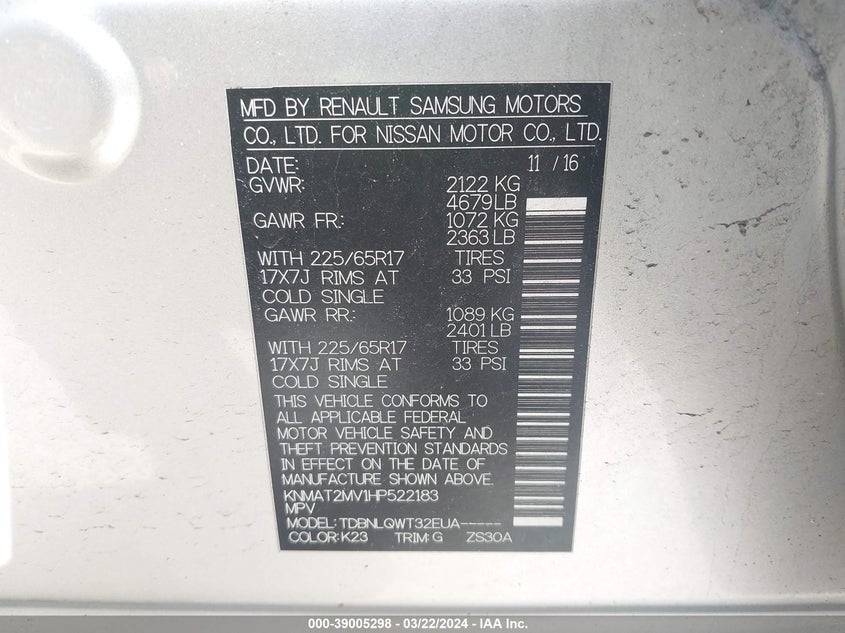 MFD BY RENAULT SAMSUNG MOTORS
CO., LTD. FOR NISSAN MOTOR CO., LTD.
DATE: 11 / 16
GVWR: 2122 KG
4679 LB
GAWR FR: 1072 KG
2363 LB
WITH 225/65R17 TIRES
17X7J RIMS AT 33 PSI
COLD SINGLE
GAWR RR: 1089 KG
2401 LB
WITH 225/65R17 TIRES
17X7J RIMS AT 33 PSI
COLD SINGLE
THIS VEHICLE CONFORMS TO
ALL APPLICABLE FEDERAL
MOTOR VEHICLE SAFETY AND
THEFT PREVENTION STANDARDS
IN EFFECT ON THE DATE OF
MANUFACTURE SHOWN ABOVE.
KNMAT2MV1HP522183
MPV
MODEL: TDBNLQWT32EUA-----
COLOR: K23 TRIM: G ZS30A
000-39005298 - 03/22/2024 - IAA Inc.